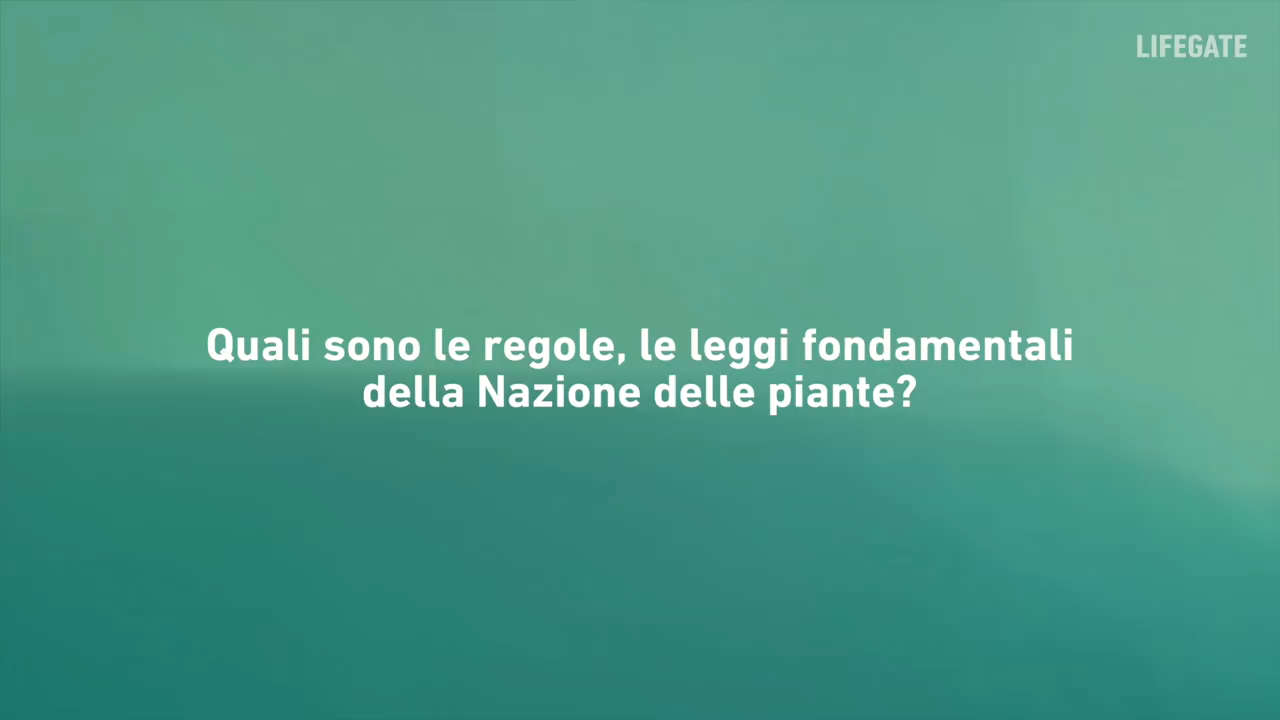 LIFEGATE
Quali sono le regole, le leggi fondamentali
della Nazione delle piante?